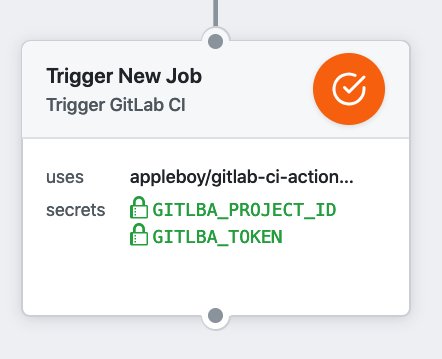 Trigger New Job
Trigger GitLab CI
uses appleboy/gitlab-ci-action...
secrets GITLBA_PROJECT_ID
GITLBA_TOKEN